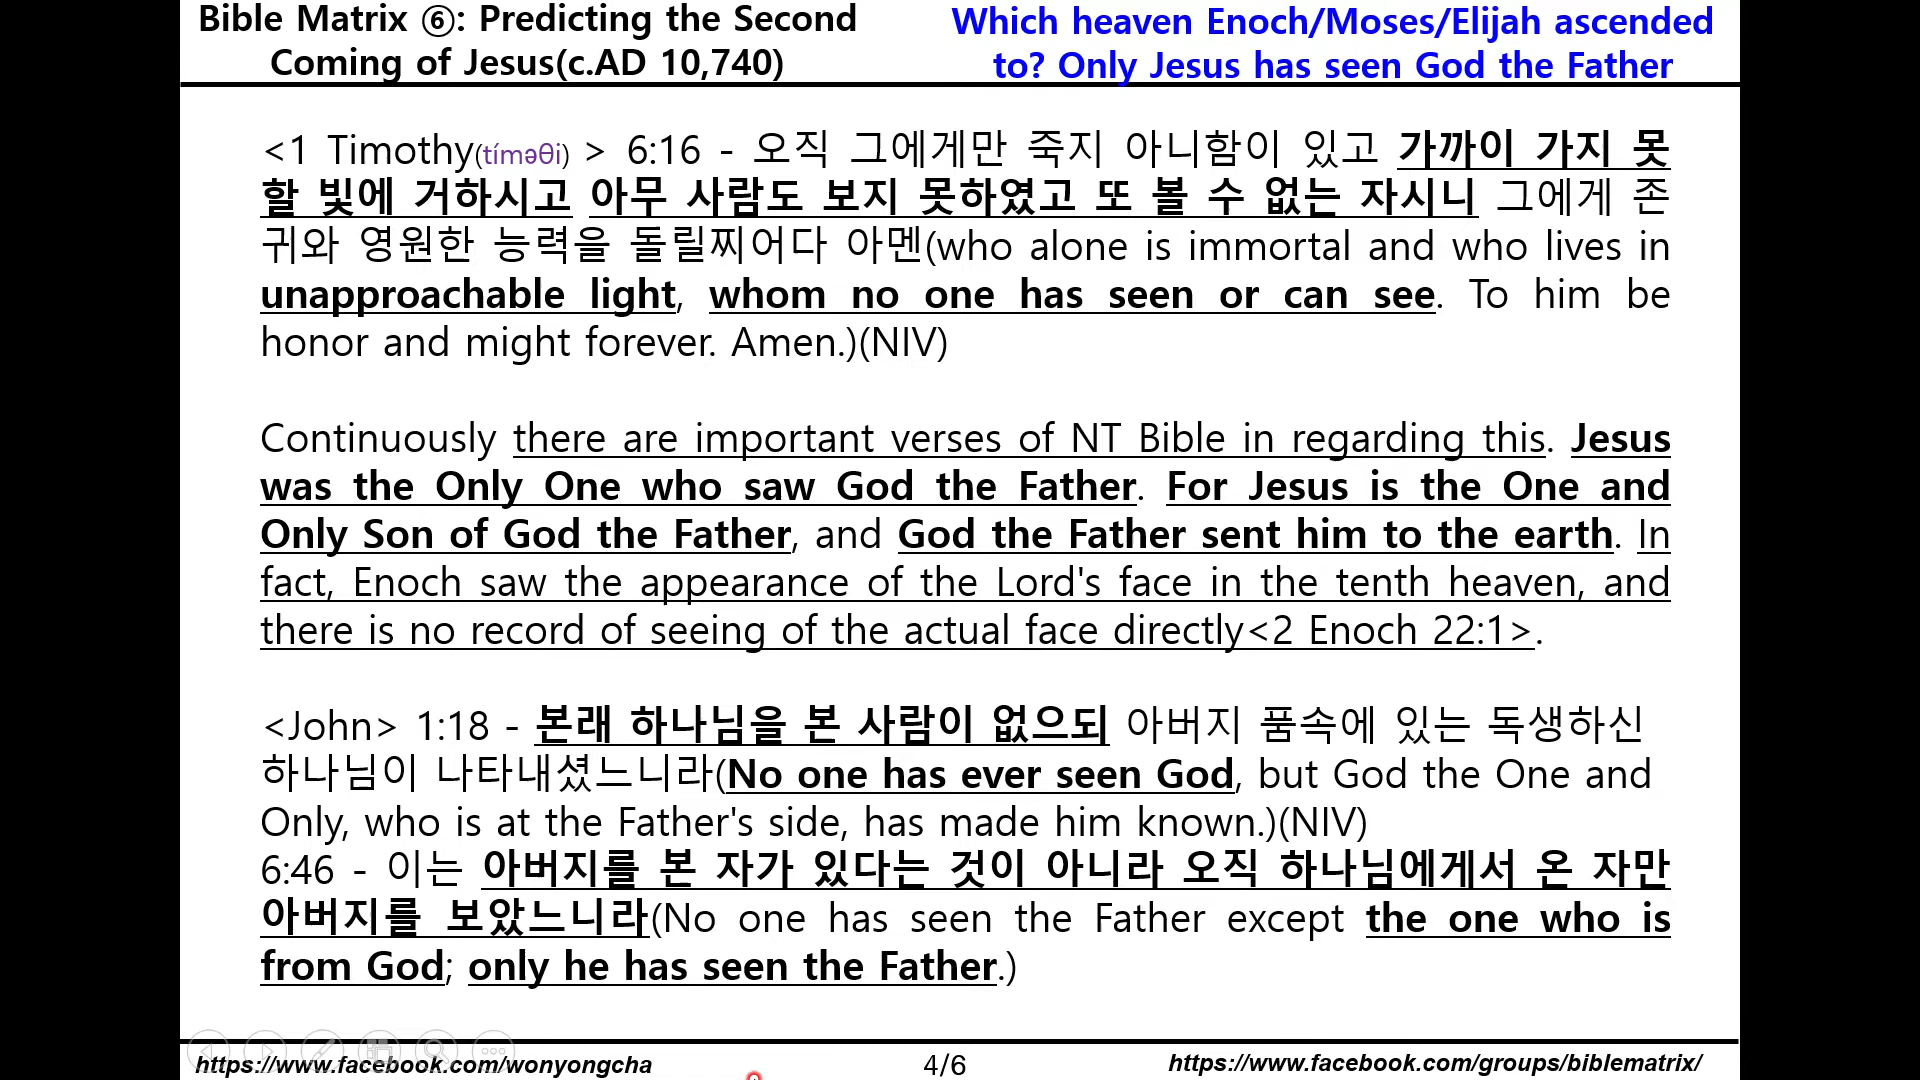 Bible Matrix ⑥: Predicting the Second
Coming of Jesus(c.AD 10,740)
Which heaven Enoch/Moses/Elijah ascended
to? Only Jesus has seen God the Father
<1 Timothy(tíməθi) > 6:16 - 오직 그에게만 죽지 아니함이 있고 가까이 가지 못
할 빛에 거하시고 아무 사람도 보지 못하였고 또 볼 수 없는 자시니 그에게 존
귀와 영원한 능력을 돌릴찌어다 아멘(who alone is immortal and who lives in
unapproachable light, whom no one has seen or can see. To him be
honor and might forever. Amen.)(NIV)
Continuously there are important verses of NT Bible in regarding this. Jesus
was the Only One who saw God the Father. For Jesus is the One and
Only Son of God the Father, and God the Father sent him to the earth. In
fact, Enoch saw the appearance of the Lord's face in the tenth heaven, and
there is no record of seeing of the actual face directly<2 Enoch 22:1>.
<John> 1:18 - 본래 하나님을 본 사람이 없으되 아버지 품속에 있는 독생하신
하나님이 나타내셨느니라(No one has ever seen God, but God the One and
Only, who is at the Father's side, has made him known.)(NIV)
6:46 - 이는 아버지를 본 자가 있다는 것이 아니라 오직 하나님에게서 온 자만
아버지를 보았느니라(No one has seen the Father except the one who is
from God; only he has seen the Father.)
https://www.facebook.com/wonyongcha
4/6
https://www.facebook.com/groups/biblematrix/